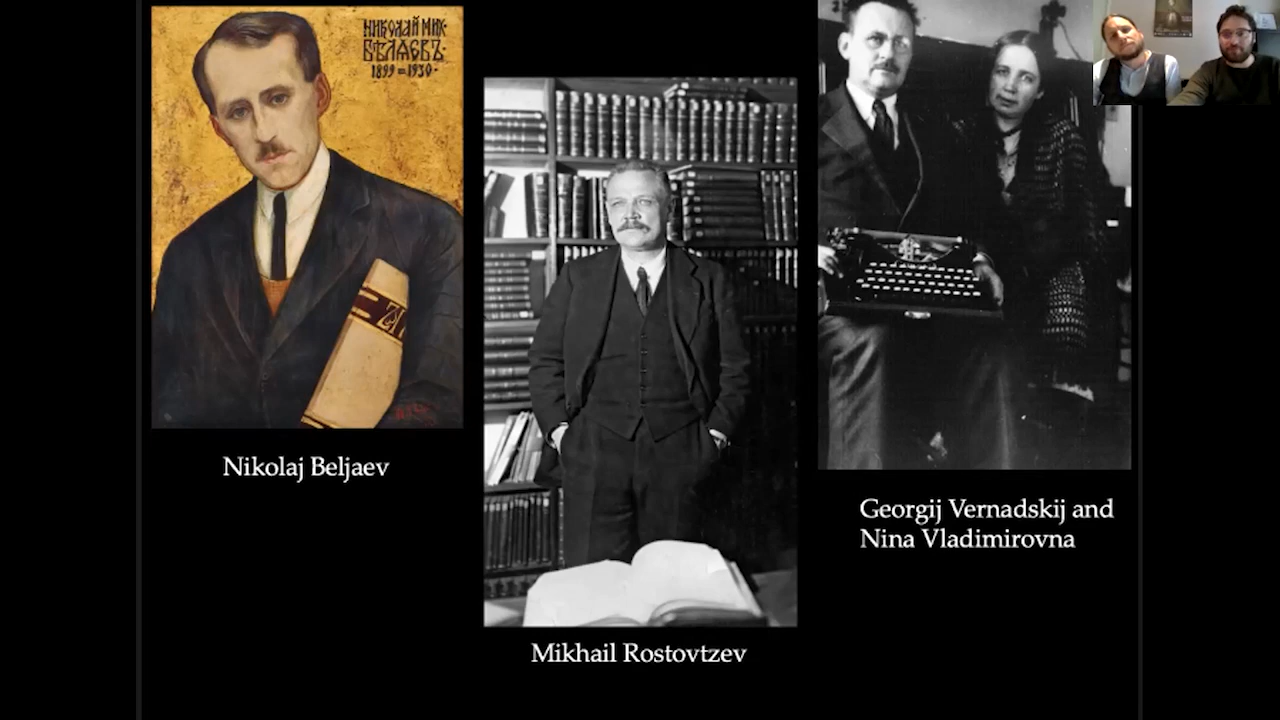 НИКОЛАЙ МИХ·
БѢЛЯЕВЪ·
1899=1930·
Nikolaj Beljaev
Mikhail Rostovtzev
Georgij Vernadskij and
Nina Vladimirovna